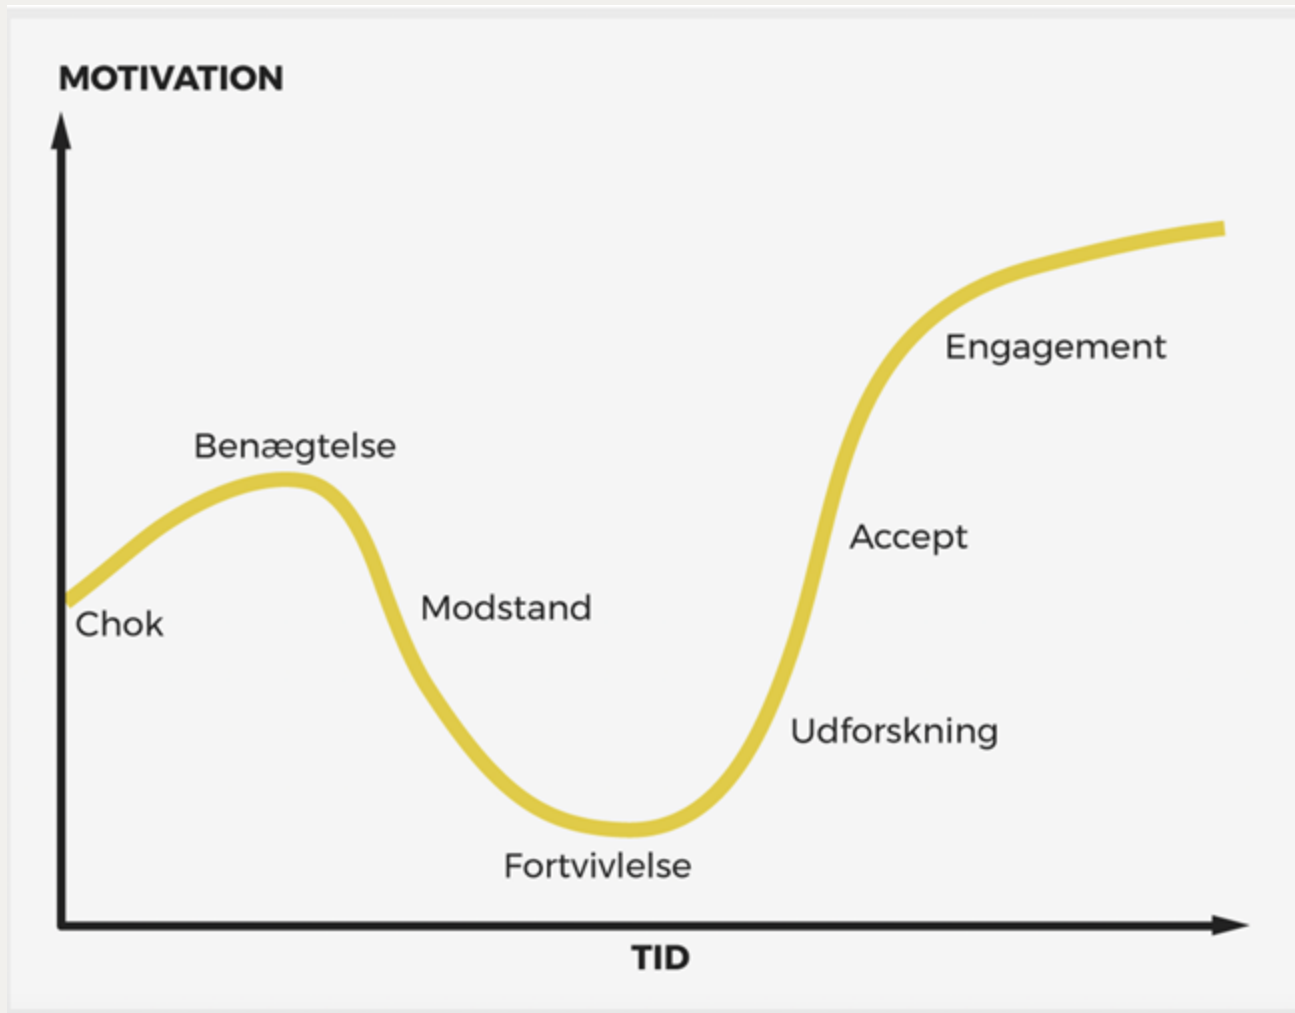 MOTIVATION
Benægtelse
Chok
Modstand
Fortvivlelse
Udforskning
Accept
Engagement
TID